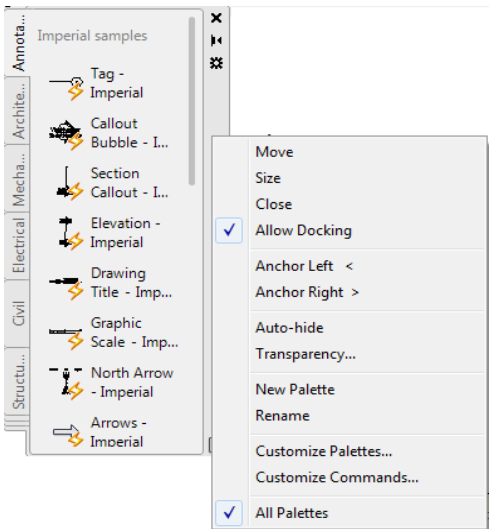 Annota...
Archite...
Mecha...
Electrical
Civil
Structu...
Imperial samples
Tag -
Imperial
Callout
Bubble - I...
Section
Callout - I...
Elevation -
Imperial
Drawing
Title - Imp...
Graphic
Scale - Imp...
North Arrow
- Imperial
Arrows -
Imperial
Move
Size
Close
Allow Docking
Anchor Left <
Anchor Right >
Auto-hide
Transparency...
New Palette
Rename
Customize Palettes...
Customize Commands...
All Palettes